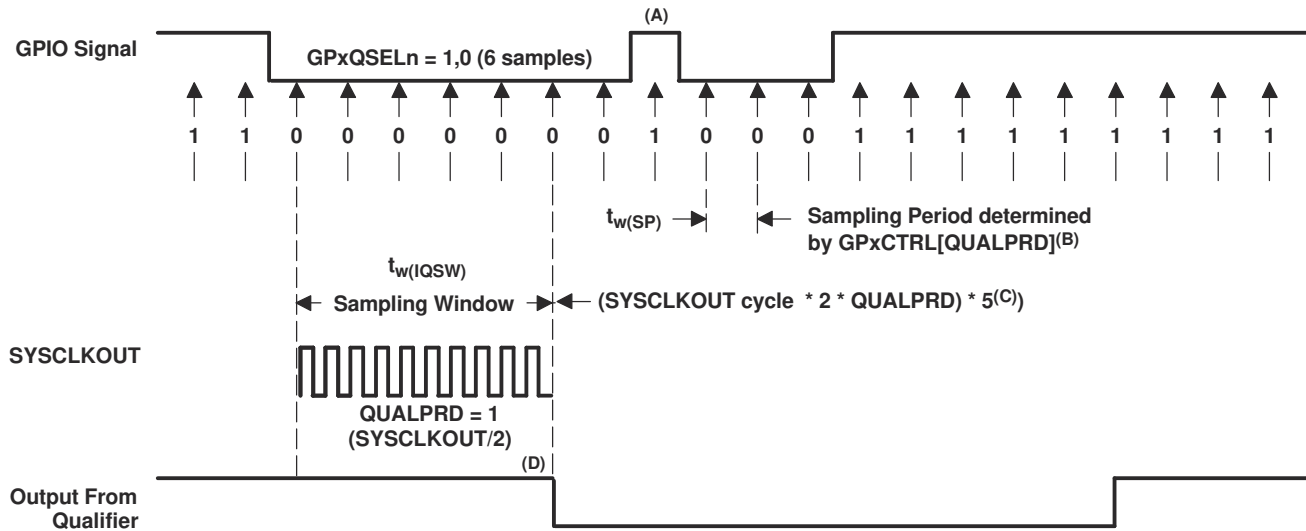 (A)
GPIO Signal
GPxQSELn = 1,0 (6 samples)
1 1 0 0 0 0 0 0 0 1 0 0 0 1 1 1 1 1 1 1 1 1
tw(SP)
Sampling Period determined
by GPxCTRL[QUALPRD](B)
tw(IQSW)
Sampling Window
(SYSCLKOUT cycle * 2 * QUALPRD) * 5(C))
SYSCLKOUT
QUALPRD = 1
(SYSCLKOUT/2)
(D)
Output From
Qualifier